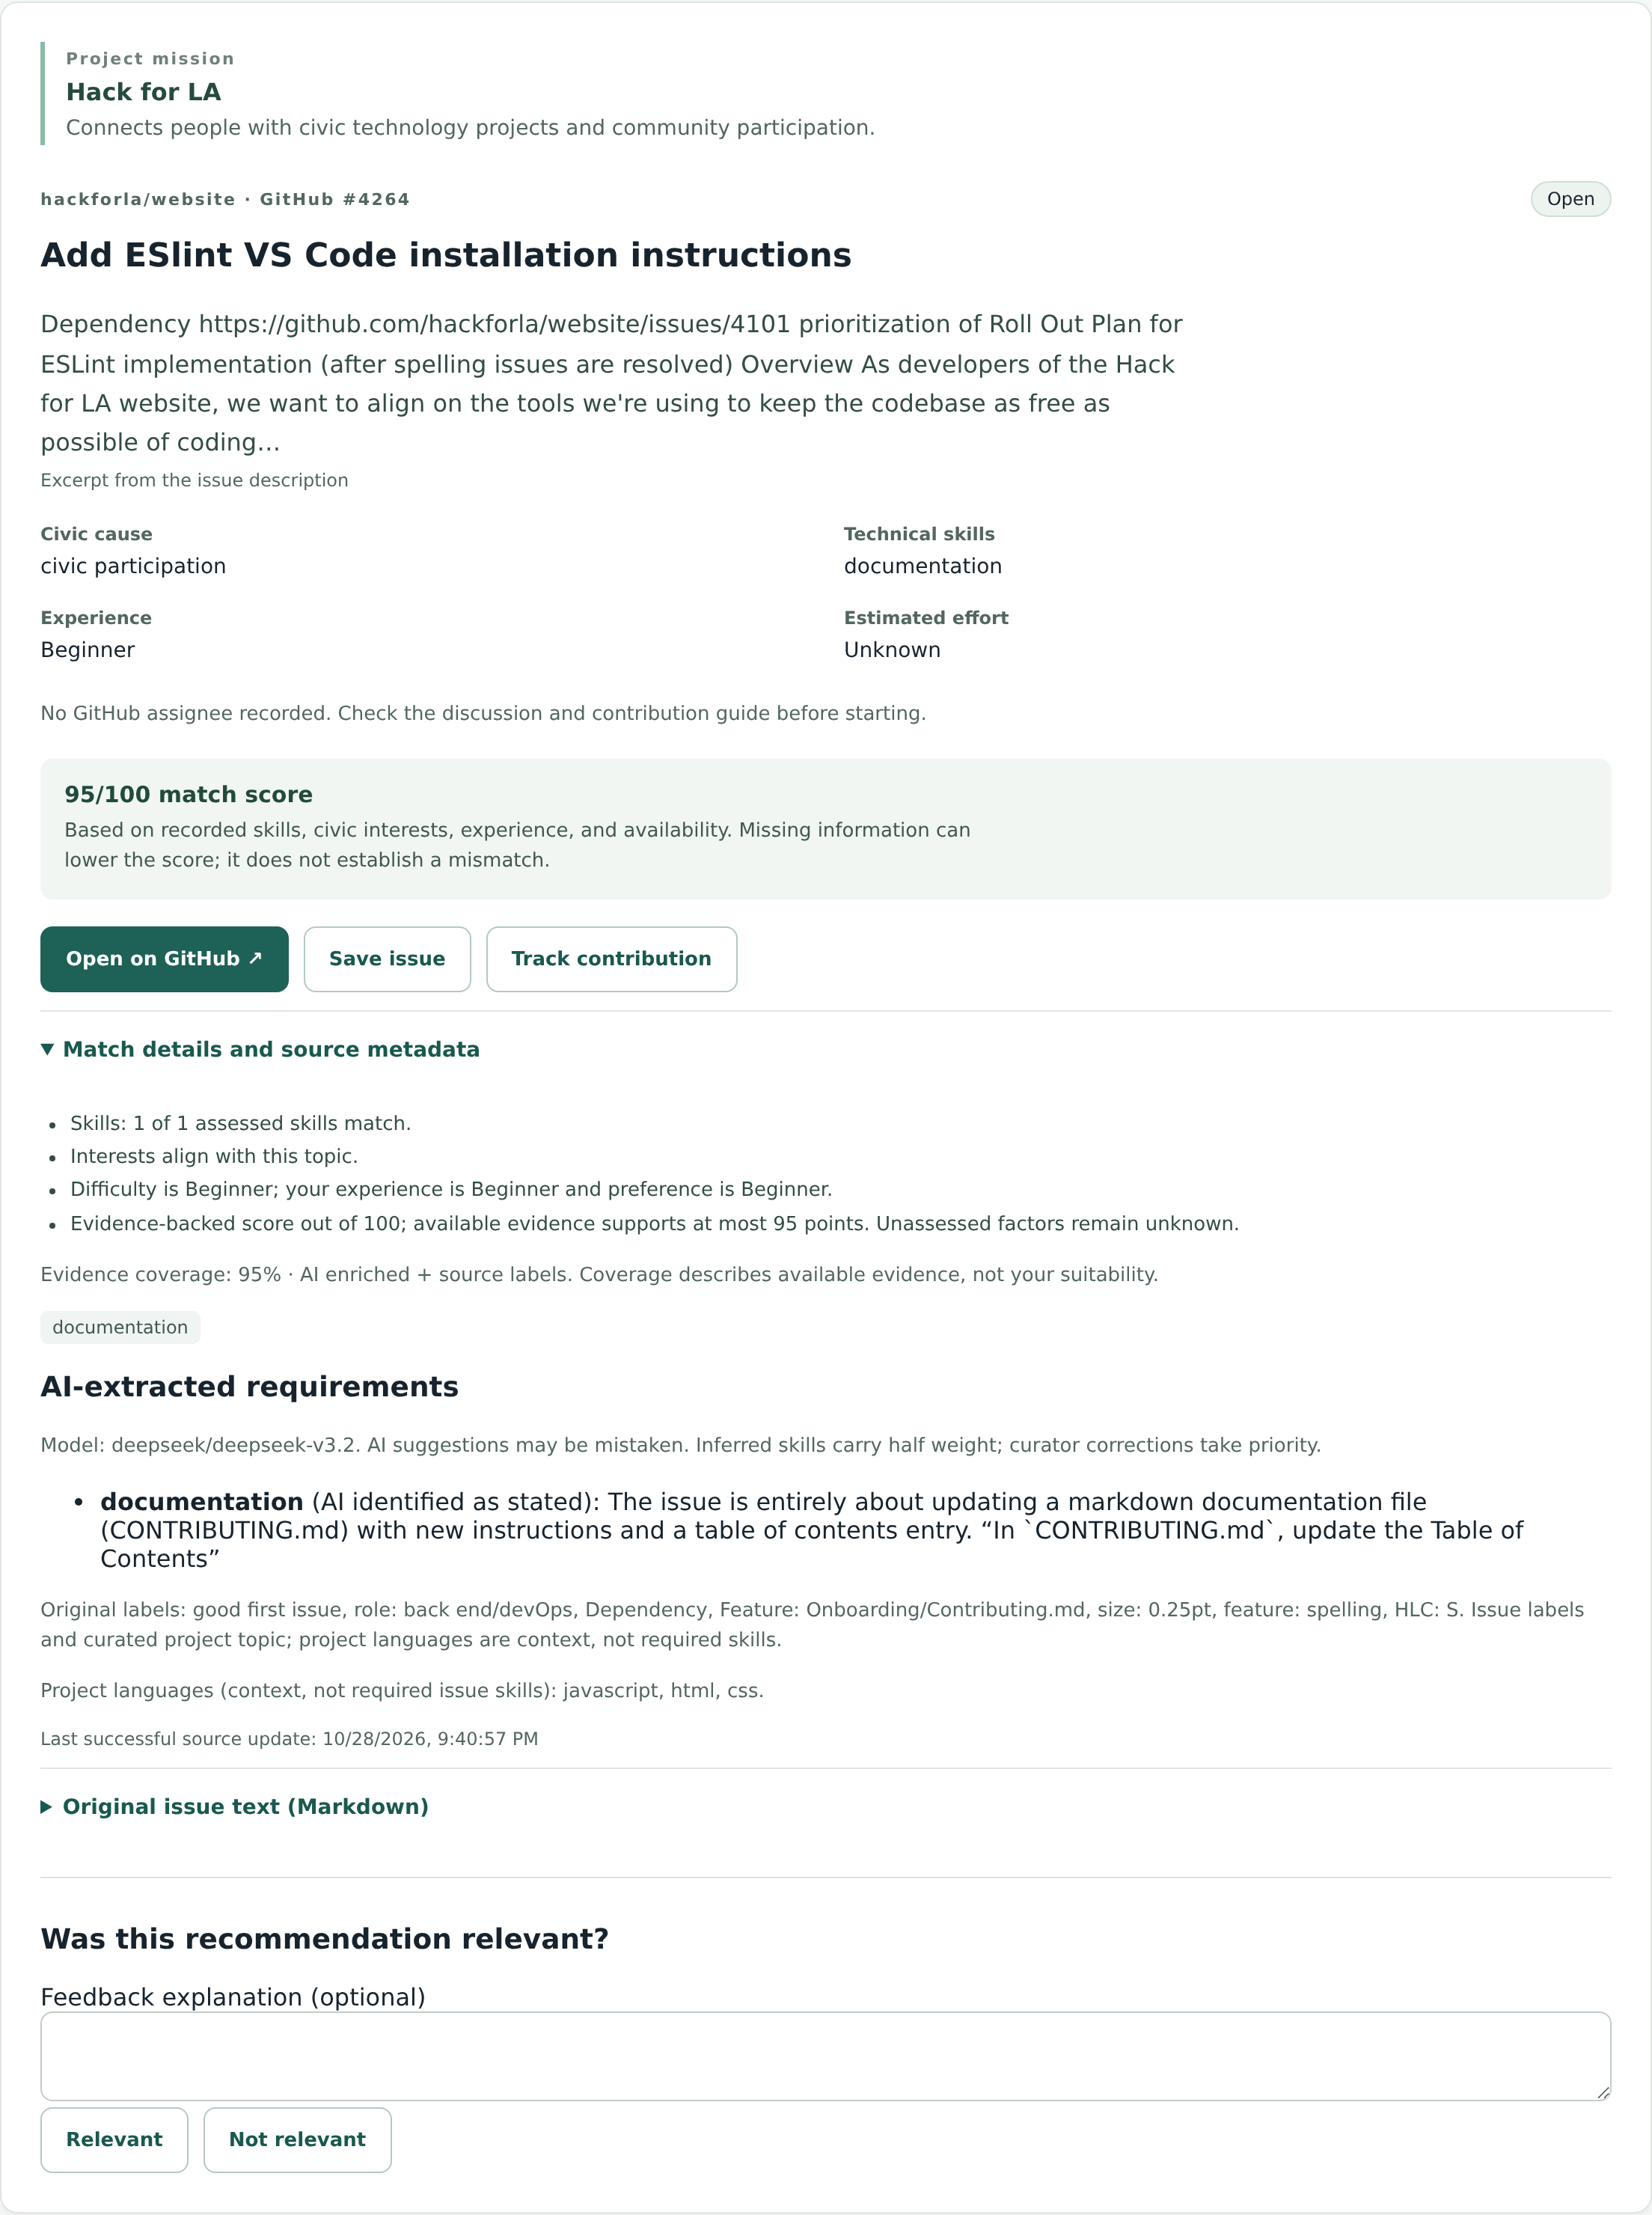 Project mission
Hack for LA
Connects people with civic technology projects and community participation.
hackforla/website · GitHub #4264
Open
Add ESlint VS Code installation instructions
Dependency https://github.com/hackforla/website/issues/4101 prioritization of Roll Out Plan for
ESLint implementation (after spelling issues are resolved) Overview As developers of the Hack
for LA website, we want to align on the tools we're using to keep the codebase as free as
possible of coding…
Excerpt from the issue description
Civic cause
civic participation
Technical skills
documentation
Experience
Beginner
Estimated effort
Unknown
No GitHub assignee recorded. Check the discussion and contribution guide before starting.
95/100 match score
Based on recorded skills, civic interests, experience, and availability. Missing information can
lower the score; it does not establish a mismatch.
Open on GitHub ↗
Save issue
Track contribution
▼ Match details and source metadata
• Skills: 1 of 1 assessed skills match.
• Interests align with this topic.
• Difficulty is Beginner; your experience is Beginner and preference is Beginner.
• Evidence-backed score out of 100; available evidence supports at most 95 points. Unassessed factors remain unknown.
Evidence coverage: 95% · AI enriched + source labels. Coverage describes available evidence, not your suitability.
documentation
AI-extracted requirements
Model: deepseek/deepseek-v3.2. AI suggestions may be mistaken. Inferred skills carry half weight; curator corrections take priority.
• documentation (AI identified as stated): The issue is entirely about updating a markdown documentation file
(CONTRIBUTING.md) with new instructions and a table of contents entry. “In `CONTRIBUTING.md`, update the Table of
Contents”
Original labels: good first issue, role: back end/devOps, Dependency, Feature: Onboarding/Contributing.md, size: 0.25pt, feature: spelling, HLC: S. Issue labels
and curated project topic; project languages are context, not required skills.
Project languages (context, not required issue skills): javascript, html, css.
Last successful source update: 10/28/2026, 9:40:57 PM
▶ Original issue text (Markdown)
Was this recommendation relevant?
Feedback explanation (optional)
Relevant
Not relevant